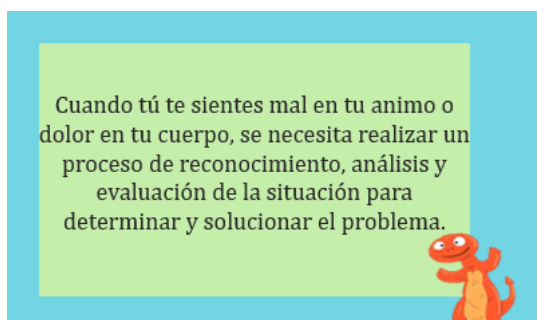 Cuando tú te sientes mal en tu animo o
dolor en tu cuerpo, se necesita realizar un
proceso de reconocimiento, análisis y
evaluación de la situación para
determinar y solucionar el problema.